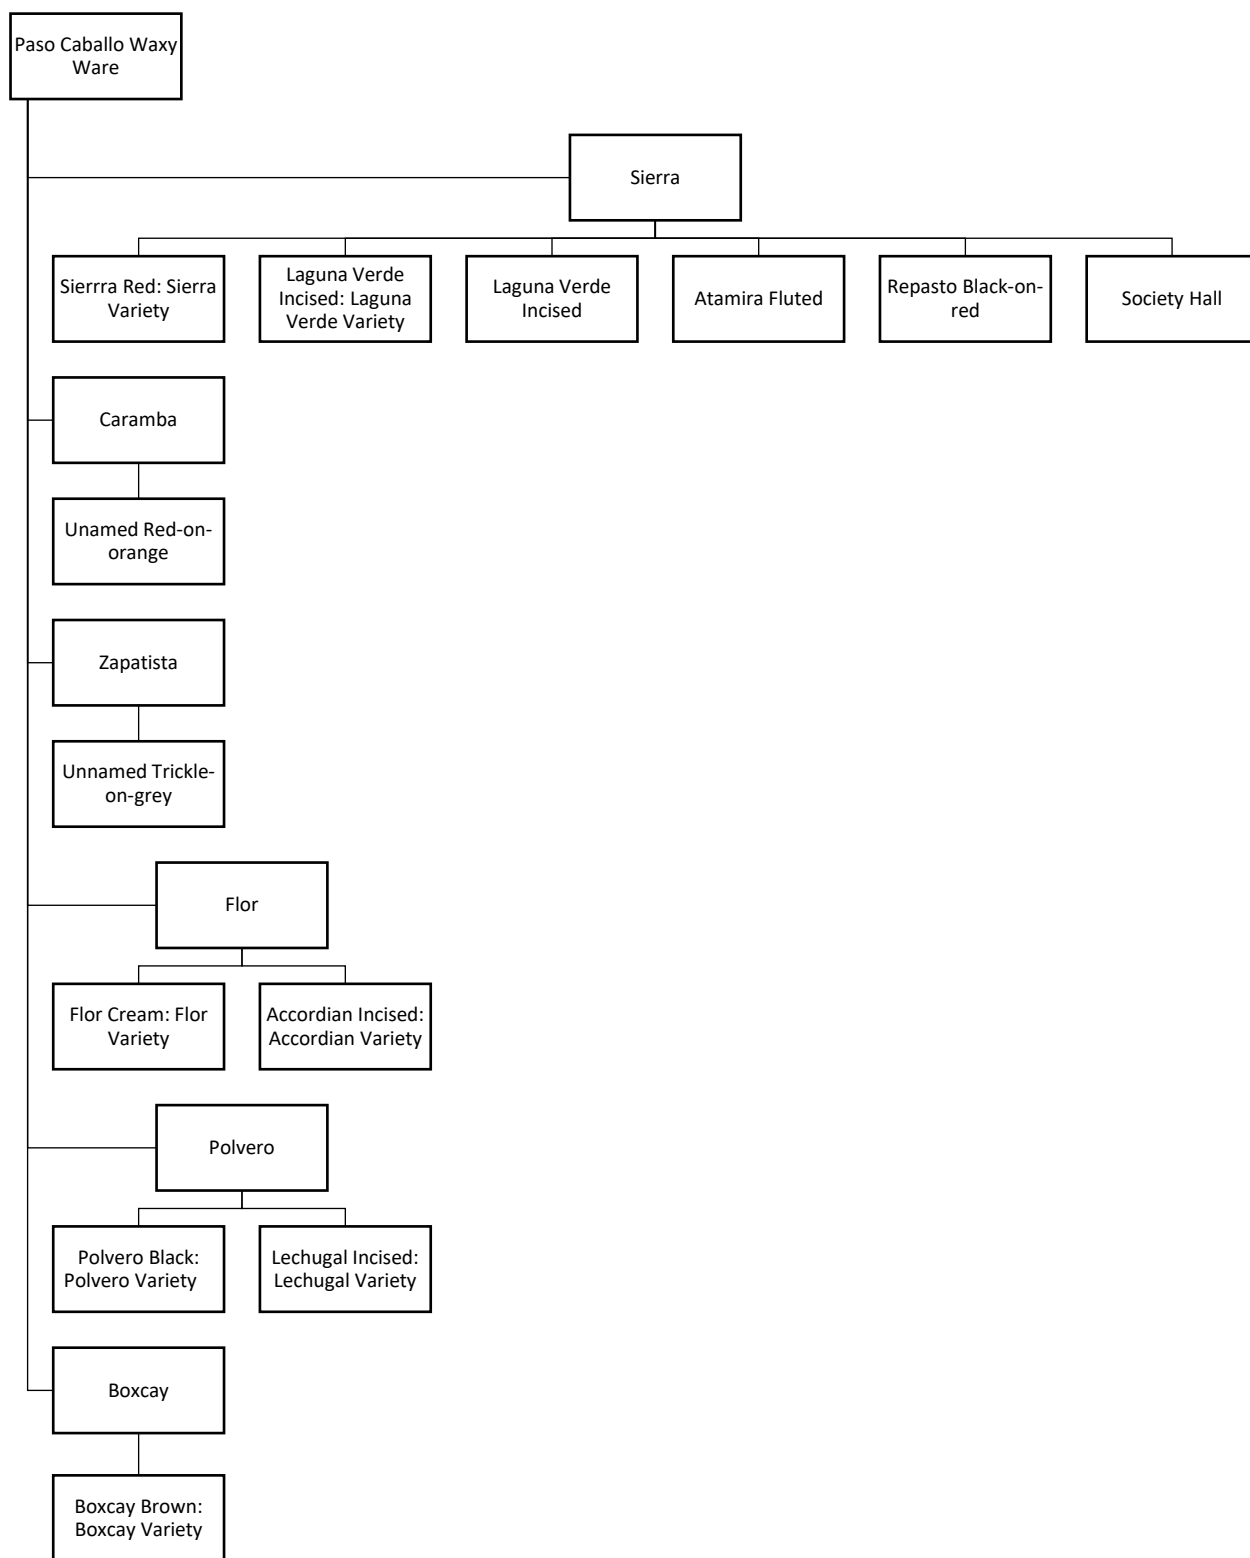 Paso Caballo Waxy
Ware
Sierra
Sierrra Red: Sierra
Variety
Laguna Verde
Incised: Laguna
Verde Variety
Laguna Verde
Incised
Atamira Fluted
Repasto Black-on-
red
Society Hall
Caramba
Unamed Red-on-
orange
Zapatista
Unnamed Trickle-
on-grey
Flor
Flor Cream: Flor
Variety
Accordian Incised:
Accordian Variety
Polvero
Polvero Black:
Polvero Variety
Lechugal Incised:
Lechugal Variety
Boxcay
Boxcay Brown:
Boxcay Variety